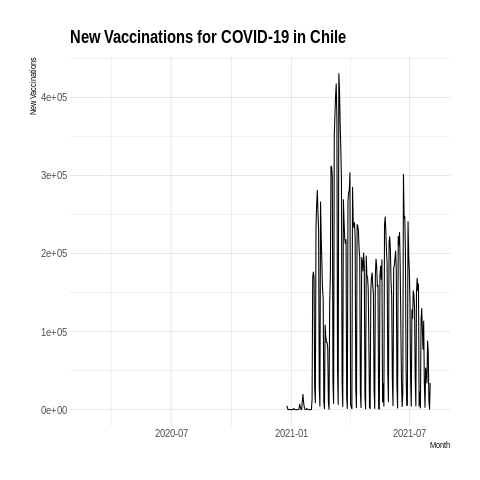 New Vaccinations for COVID-19 in Chile
New Vaccinations
4e+05
3e+05
2e+05
1e+05
0e+00
2020-07
2021-01
2021-07
Month